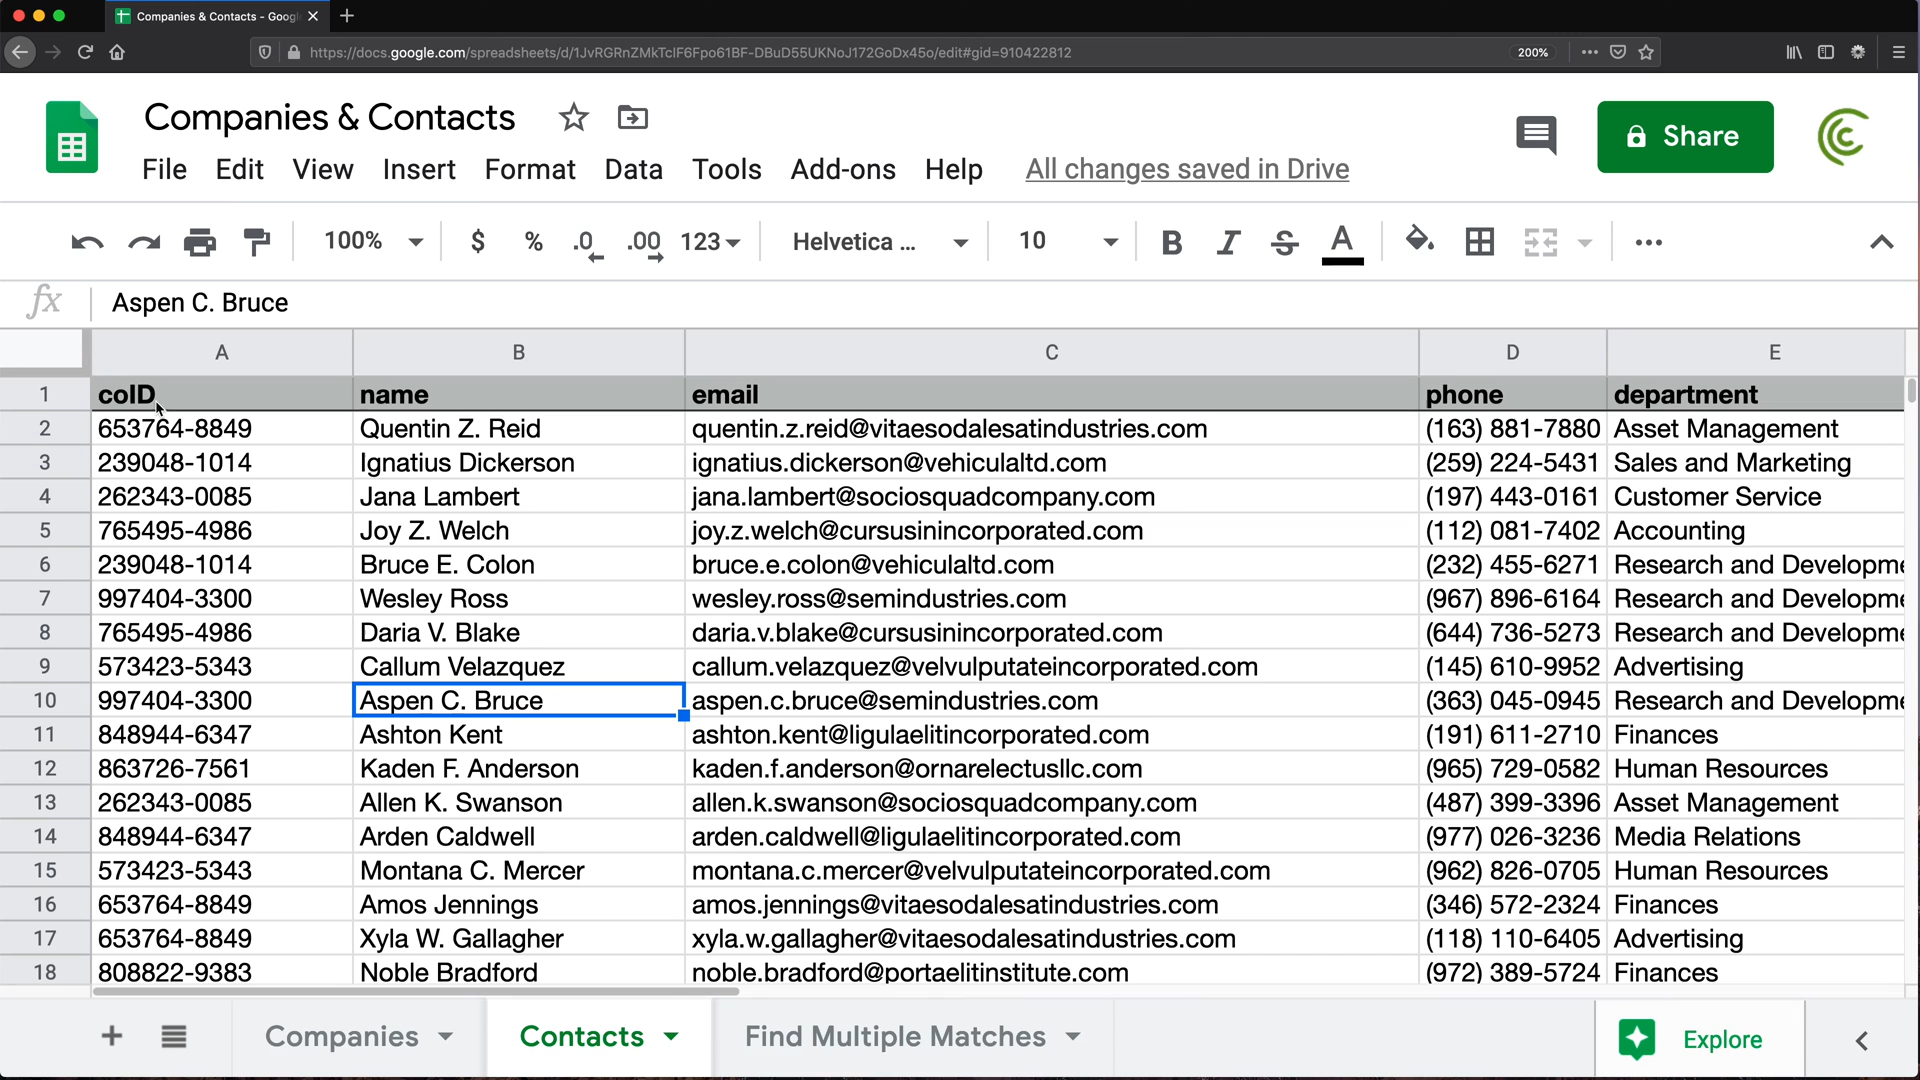 Companies & Contacts - Goog
https://docs.google.com/spreadsheets/d/1JvRGRnZMkTclF6Fpo61BF-DBuD55UKNoJ172GoDx45o/edit#gid=910422812 200%
Companies & Contacts
Share
File Edit View Insert Format Data Tools Add-ons Help All changes saved in Drive
100% $ % .0 .00 123 Helvetica ... 10 B I S A
fx Aspen C. Bruce
A B C D E
1 coID name email phone department
2 653764-8849 Quentin Z. Reid quentin.z.reid@vitaesodalesatindustries.com (163) 881-7880 Asset Management
3 239048-1014 Ignatius Dickerson ignatius.dickerson@vehiculaltd.com (259) 224-5431 Sales and Marketing
4 262343-0085 Jana Lambert jana.lambert@sociosquadcompany.com (197) 443-0161 Customer Service
5 765495-4986 Joy Z. Welch joy.z.welch@cursusinincorporated.com (112) 081-7402 Accounting
6 239048-1014 Bruce E. Colon bruce.e.colon@vehiculaltd.com (232) 455-6271 Research and Developme
7 997404-3300 Wesley Ross wesley.ross@semindustries.com (967) 896-6164 Research and Developme
8 765495-4986 Daria V. Blake daria.v.blake@cursusinincorporated.com (644) 736-5273 Research and Developme
9 573423-5343 Callum Velazquez callum.velazquez@velvulputateincorporated.com (145) 610-9952 Advertising
10 997404-3300 Aspen C. Bruce aspen.c.bruce@semindustries.com (363) 045-0945 Research and Developme
11 848944-6347 Ashton Kent ashton.kent@ligulaelitincorporated.com (191) 611-2710 Finances
12 863726-7561 Kaden F. Anderson kaden.f.anderson@ornarelectusllc.com (965) 729-0582 Human Resources
13 262343-0085 Allen K. Swanson allen.k.swanson@sociosquadcompany.com (487) 399-3396 Asset Management
14 848944-6347 Arden Caldwell arden.caldwell@ligulaelitincorporated.com (977) 026-3236 Media Relations
15 573423-5343 Montana C. Mercer montana.c.mercer@velvulputateincorporated.com (962) 826-0705 Human Resources
16 653764-8849 Amos Jennings amos.jennings@vitaesodalesatindustries.com (346) 572-2324 Finances
17 653764-8849 Xyla W. Gallagher xyla.w.gallagher@vitaesodalesatindustries.com (118) 110-6405 Advertising
18 808822-9383 Noble Bradford noble.bradford@portaelitinstitute.com (972) 389-5724 Finances
Companies Contacts Find Multiple Matches Explore